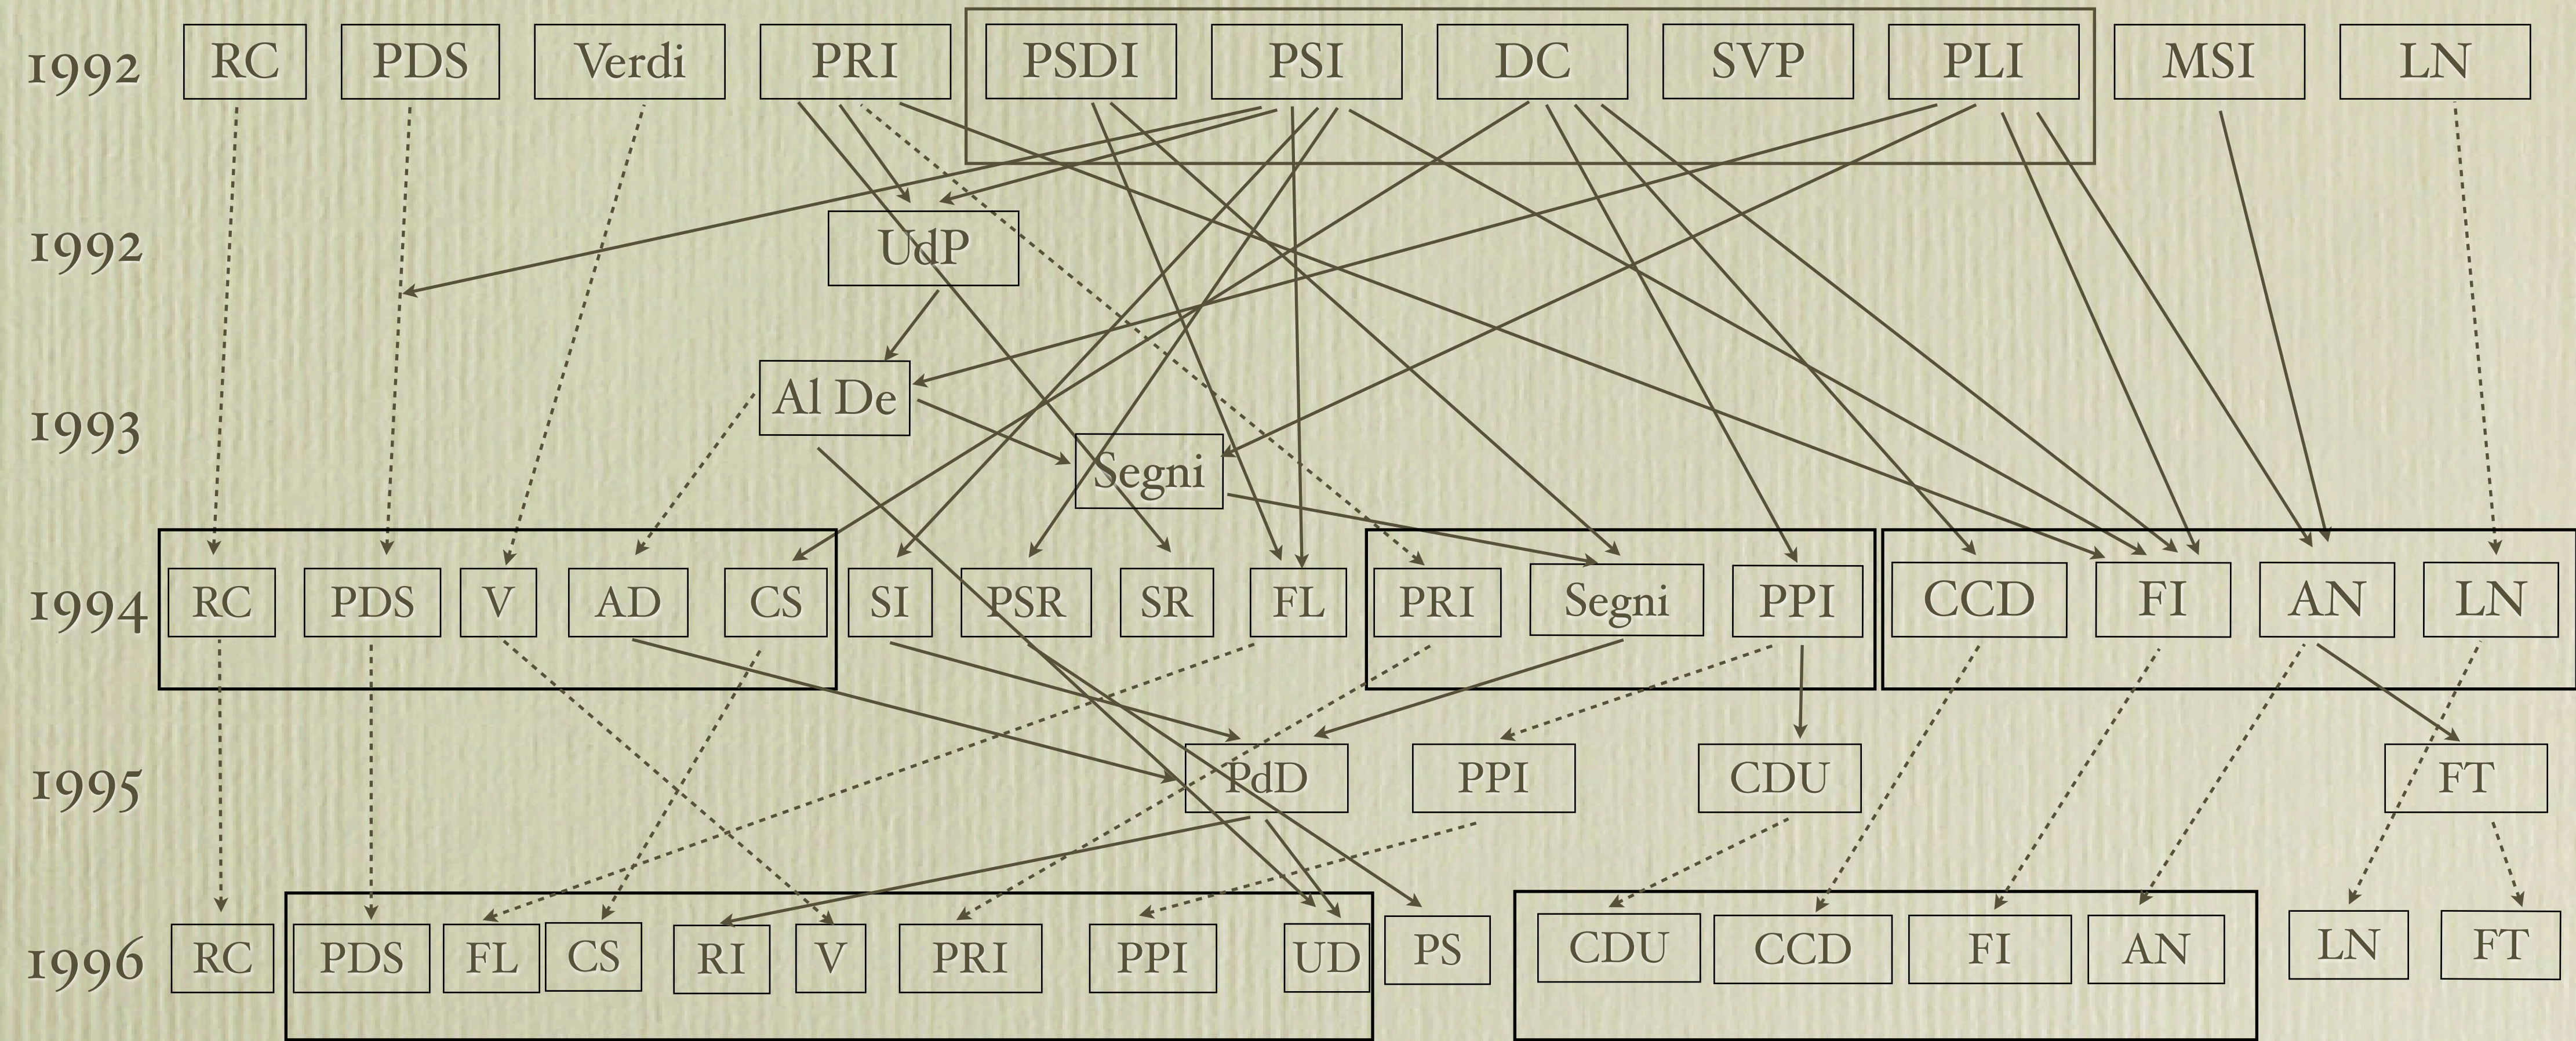 1992 RC PDS Verdi PRI PSDI PSI DC SVP PLI MSI LN
1992 UdP
1993 Al De
Segni
1994 RC PDS V AD CS SI PSR SR FL PRI Segni PPI CCD FI AN LN
1995 PdD PPI CDU FT
1996 RC PDS FL CS RI V PRI PPI UD PS CDU CCD FI AN LN FT